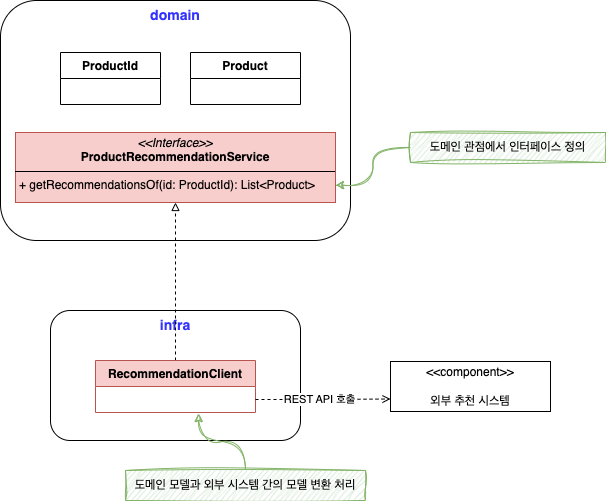 domain
ProductId
Product
<<Interface>>
ProductRecommendationService
+ getRecommendationsOf(id: ProductId): List<Product>
도메인 관점에서 인터페이스 정의
infra
RecommendationClient
REST API 호출
<<component>>
외부 추천 시스템
도메인 모델과 외부 시스템 간의 모델 변환 처리